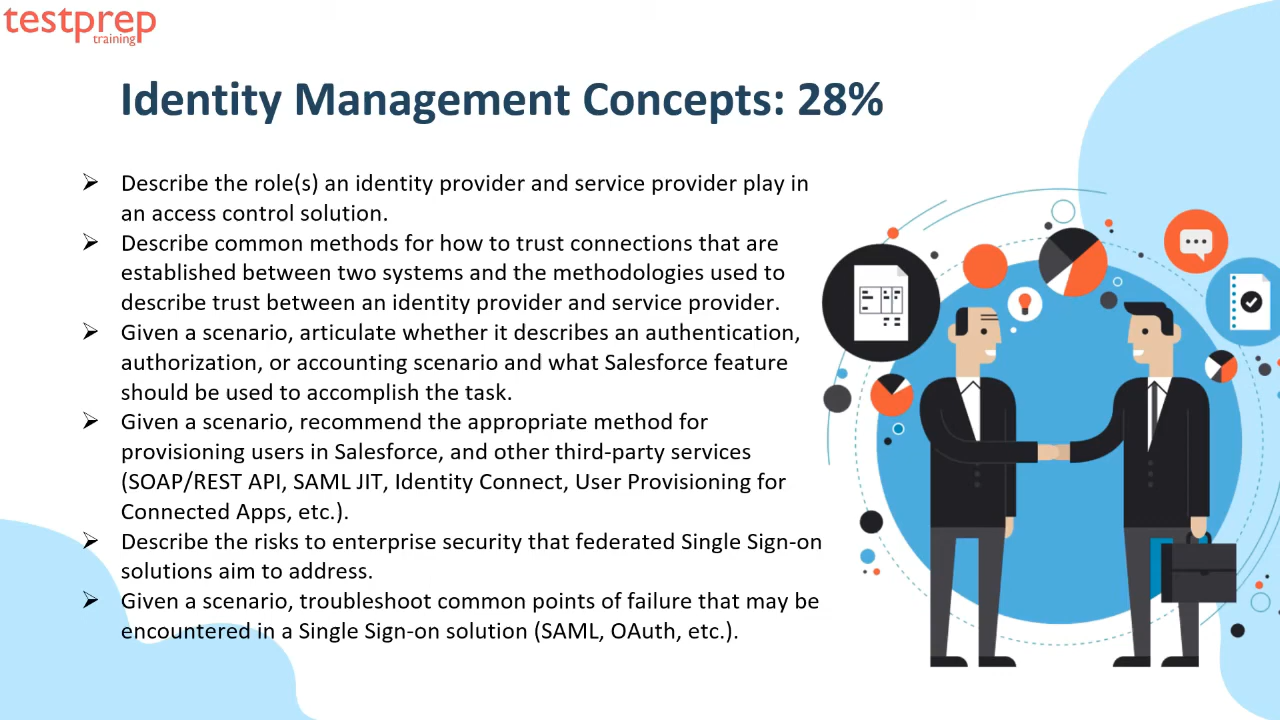 testprep
training
Identity Management Concepts: 28%
➢ Describe the role(s) an identity provider and service provider play in
an access control solution.
➢ Describe common methods for how to trust connections that are
established between two systems and the methodologies used to
describe trust between an identity provider and service provider.
➢ Given a scenario, articulate whether it describes an authentication,
authorization, or accounting scenario and what Salesforce feature
should be used to accomplish the task.
➢ Given a scenario, recommend the appropriate method for
provisioning users in Salesforce, and other third-party services
(SOAP/REST API, SAML JIT, Identity Connect, User Provisioning for
Connected Apps, etc.).
➢ Describe the risks to enterprise security that federated Single Sign-on
solutions aim to address.
➢ Given a scenario, troubleshoot common points of failure that may be
encountered in a Single Sign-on solution (SAML, OAuth, etc.).